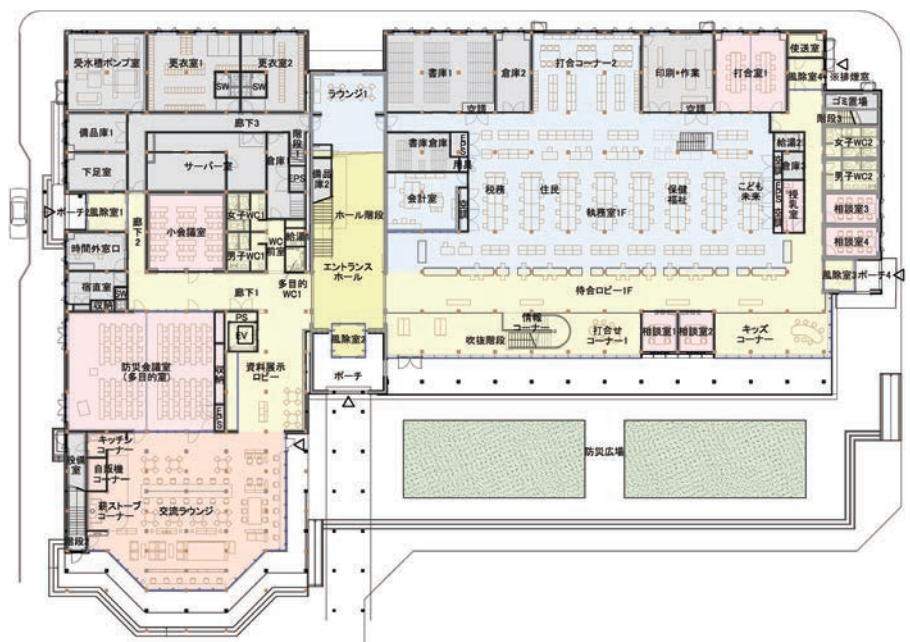 受水槽ポンプ室
更衣室1
更衣室2
SW
SW
ラウンジ1
書庫1
空調
倉庫2
打合コーナー2
印刷・作業
空調
打合室1
使送室
風除室4
※排煙室
ゴミ置場
階段3
女子WC2
男子WC2
相談室3
相談室4
風除室3
ポーチ4
備品庫1
廊下3
下足室
サーバー室
倉庫1
階段1
EPS
備品庫2
ホール階段
書庫倉庫
EPS
会計室
税務
住民
執務室1F
保健福祉
こども未来
給湯2
倉庫3
授乳室
ポーチ2
風除室1
廊下2
小会議室
女子WC1
男子WC1
WC前室
給湯
多目的WC1
エントランスホール
時間外窓口
宿直室
収納
SW
廊下1
待合ロビー1F
情報コーナー
吹抜階段
打合せコーナー1
相談室1
相談室2
キッズコーナー
PS
EV
風除室2
ポーチ
防災会議室
(多目的室)
収納
EPS
資料展示ロビー
防災広場
設備室
キッチンコーナー
自販機コーナー
薪ストーブコーナー
交流ラウンジ
階段2